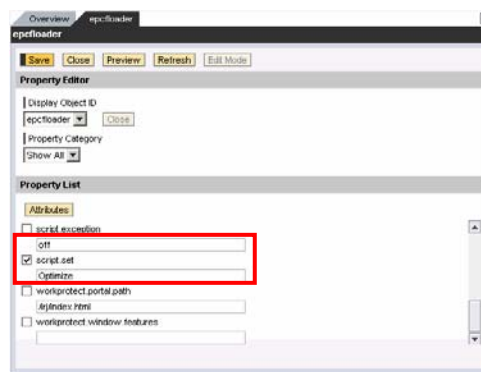 Overview epcfloader
epcfloader
Save Close Preview Refresh Edit Mode
Property Editor
Display Object ID
epcfloader Close
Property Category
Show All
Property List
Attributes
script.exception
off
script.set
Optimize
workprotect.portal.path
/irj/index.html
workprotect.window.features